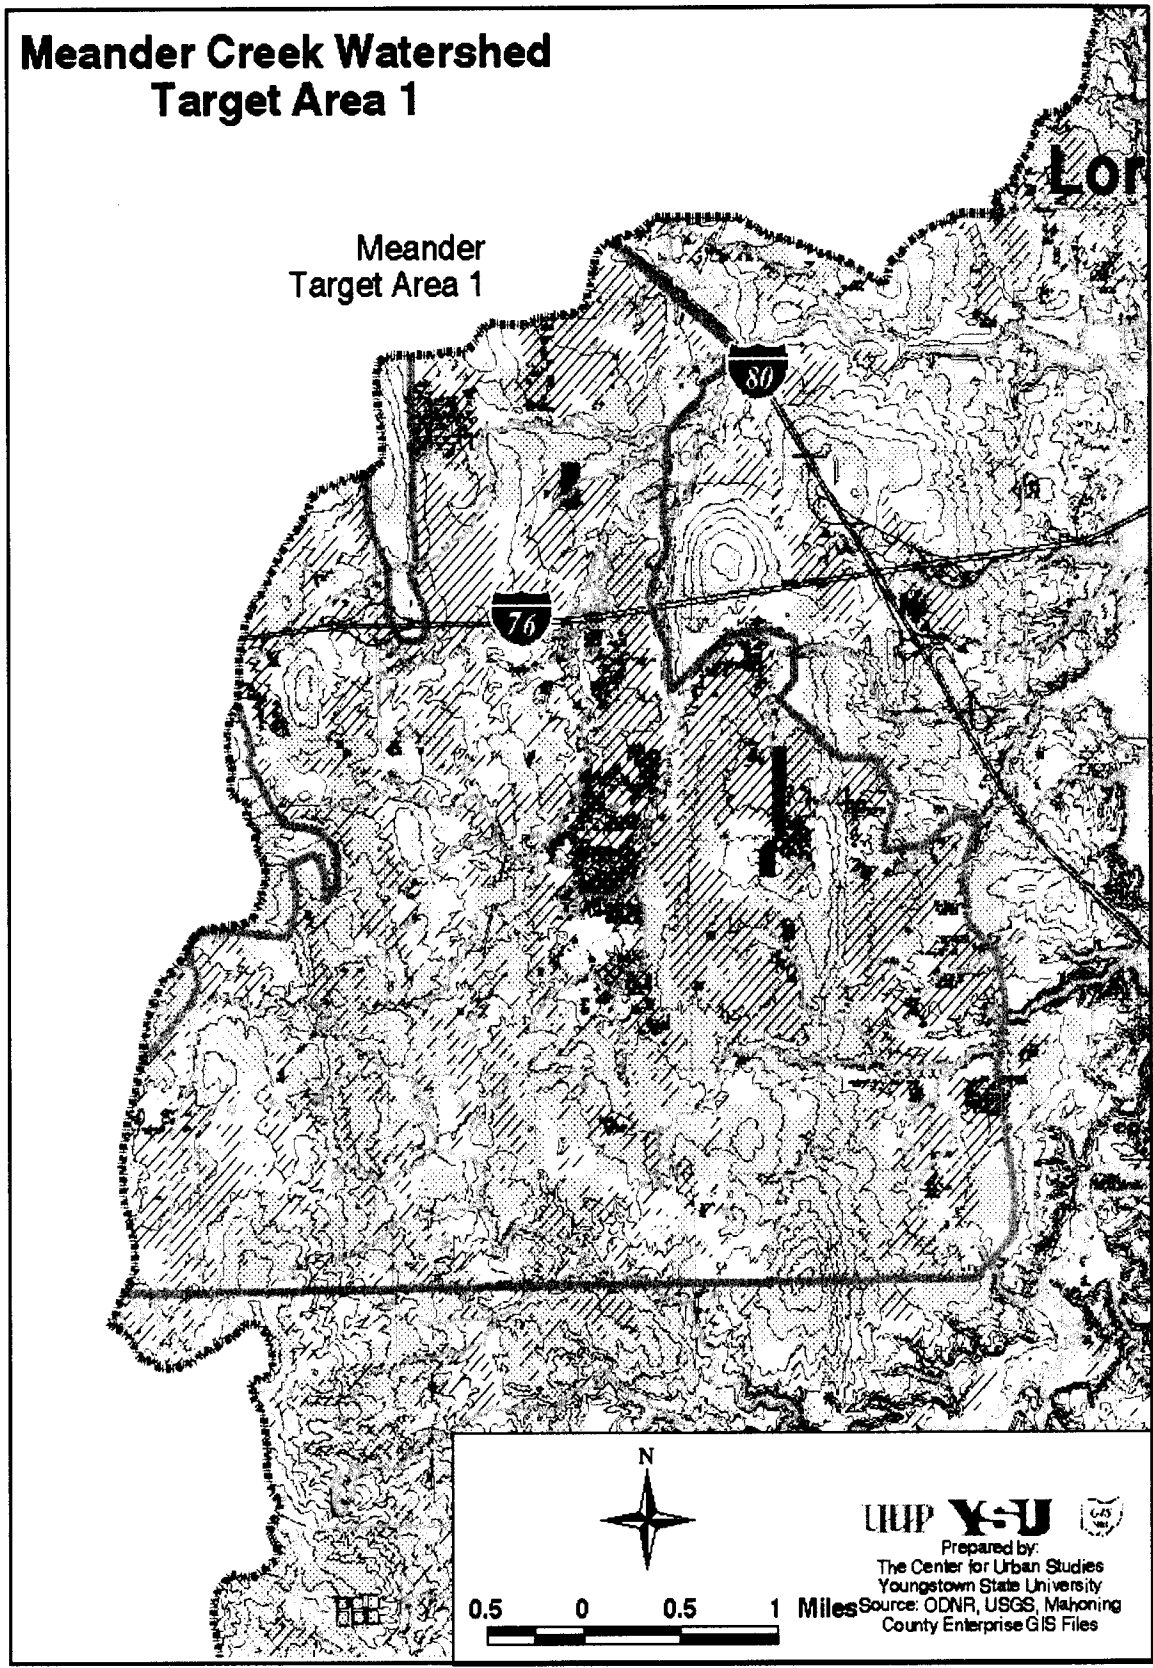 Meander Creek Watershed
Target Area 1
Lor
Meander
Target Area 1
80
76
N
YSU
Prepared by:
The Center for Urban Studies
Youngstown State University
0.5 0 0.5 1 Miles
Source: ODNR, USGS, Mahoning
County Enterprise GIS Files